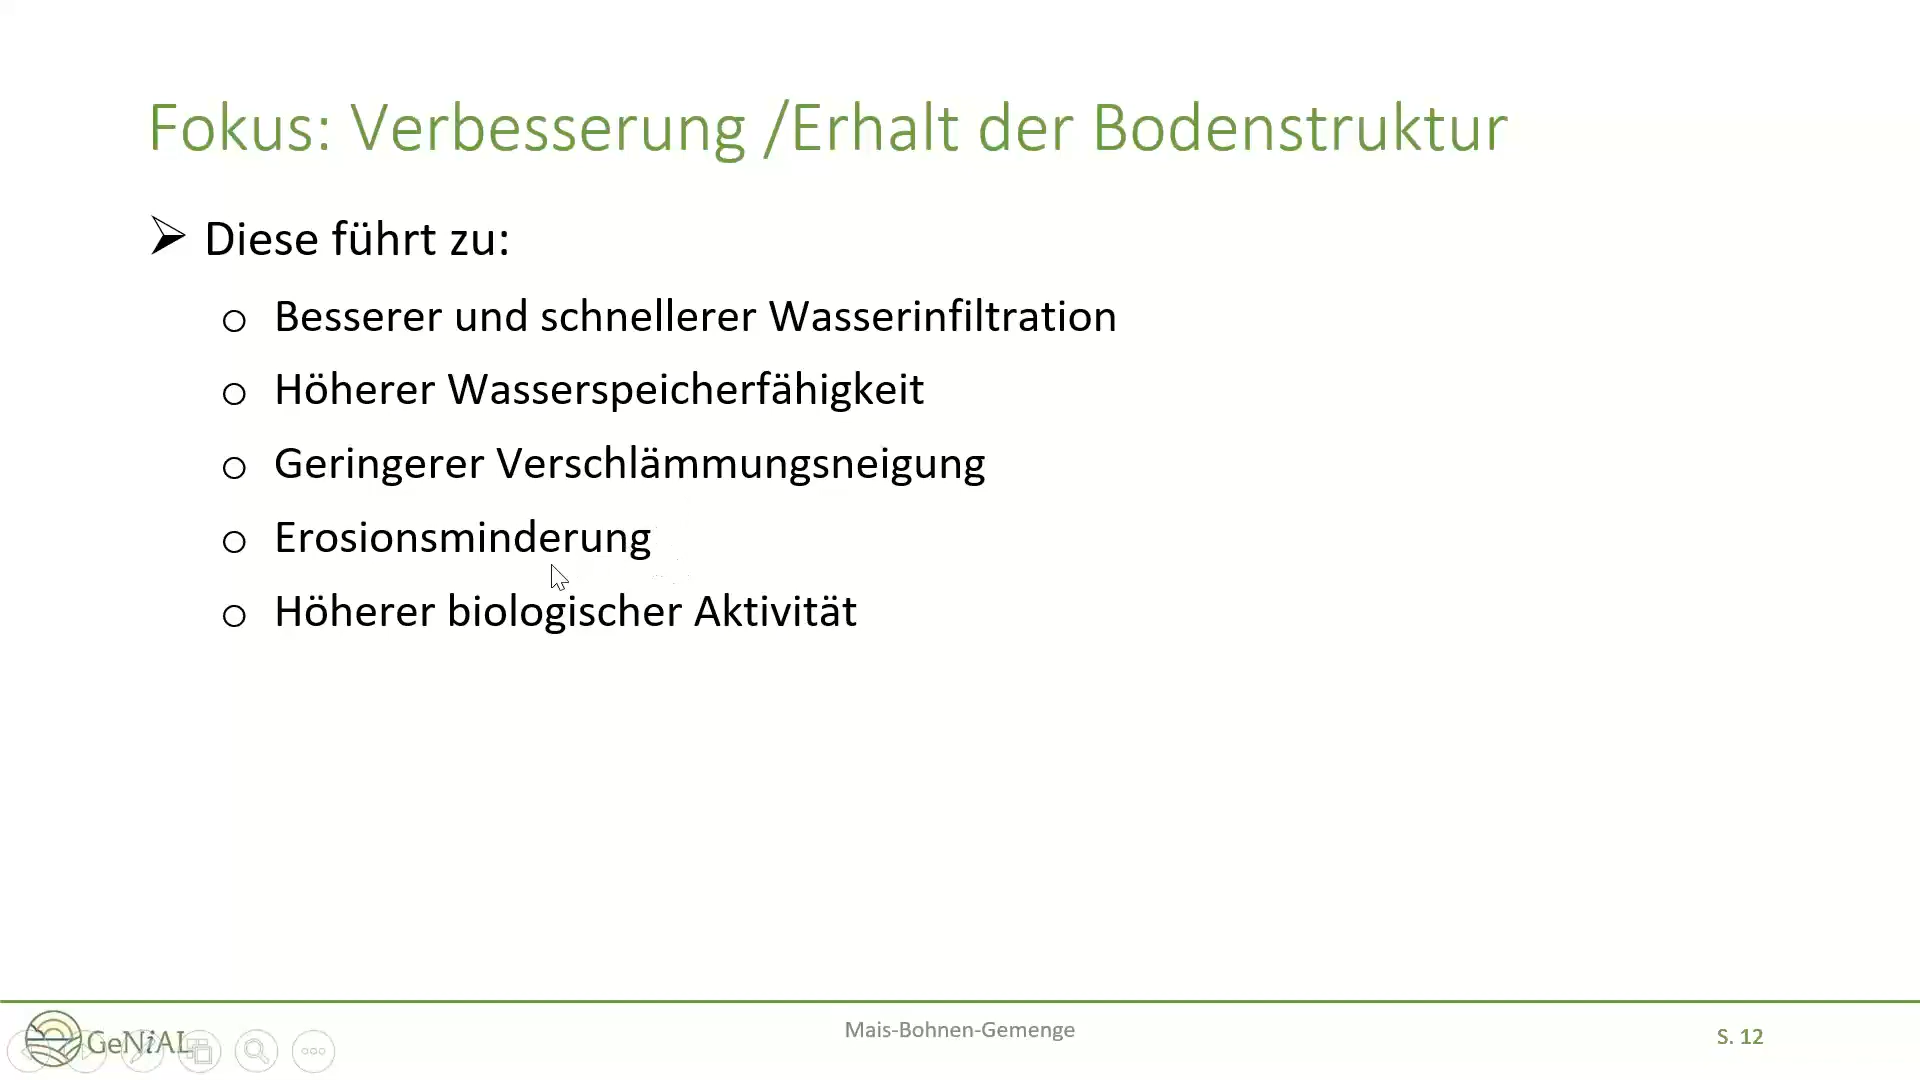 Fokus: Verbesserung /Erhalt der Bodenstruktur
Diese führt zu:
Besserer und schnellerer Wasserinfiltration
Höherer Wasserspeicherfähigkeit
Geringerer Verschlämmungsneigung
Erosionsminderung
Höherer biologischer Aktivität
GeNiAL
Mais-Bohnen-Gemenge
S. 12